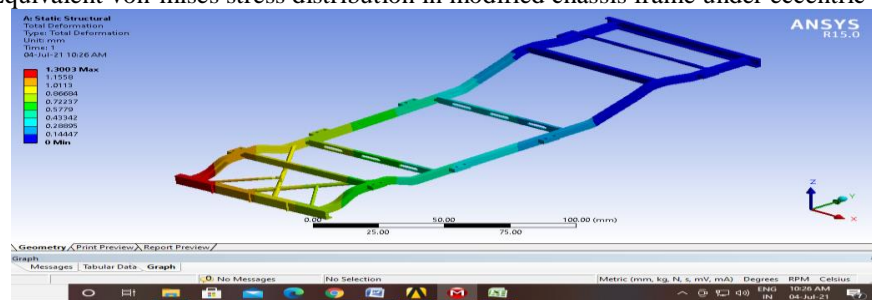 Equivalent von-mises stress distribution in modified chassis frame under eccentric
A: Static Structural
Total Deformation
Type: Total Deformation
Unit: mm
Time: 1
04-Jul-21 10:26 AM
1.3003 Max
1.1558
1.0113
0.86684
0.72237
0.5779
0.43342
0.28895
0.14447
0 Min
ANSYS
R15.0
0.00 50.00 100.00 (mm)
25.00 75.00
Z
Y
X
Geometry Print Preview Report Preview
Graph
Messages Tabular Data Graph
0 No Messages No Selection Metric (mm, kg, N, s, mV, mA) Degrees RPM Celsius
ENG 10:26 AM
IN 04-Jul-21